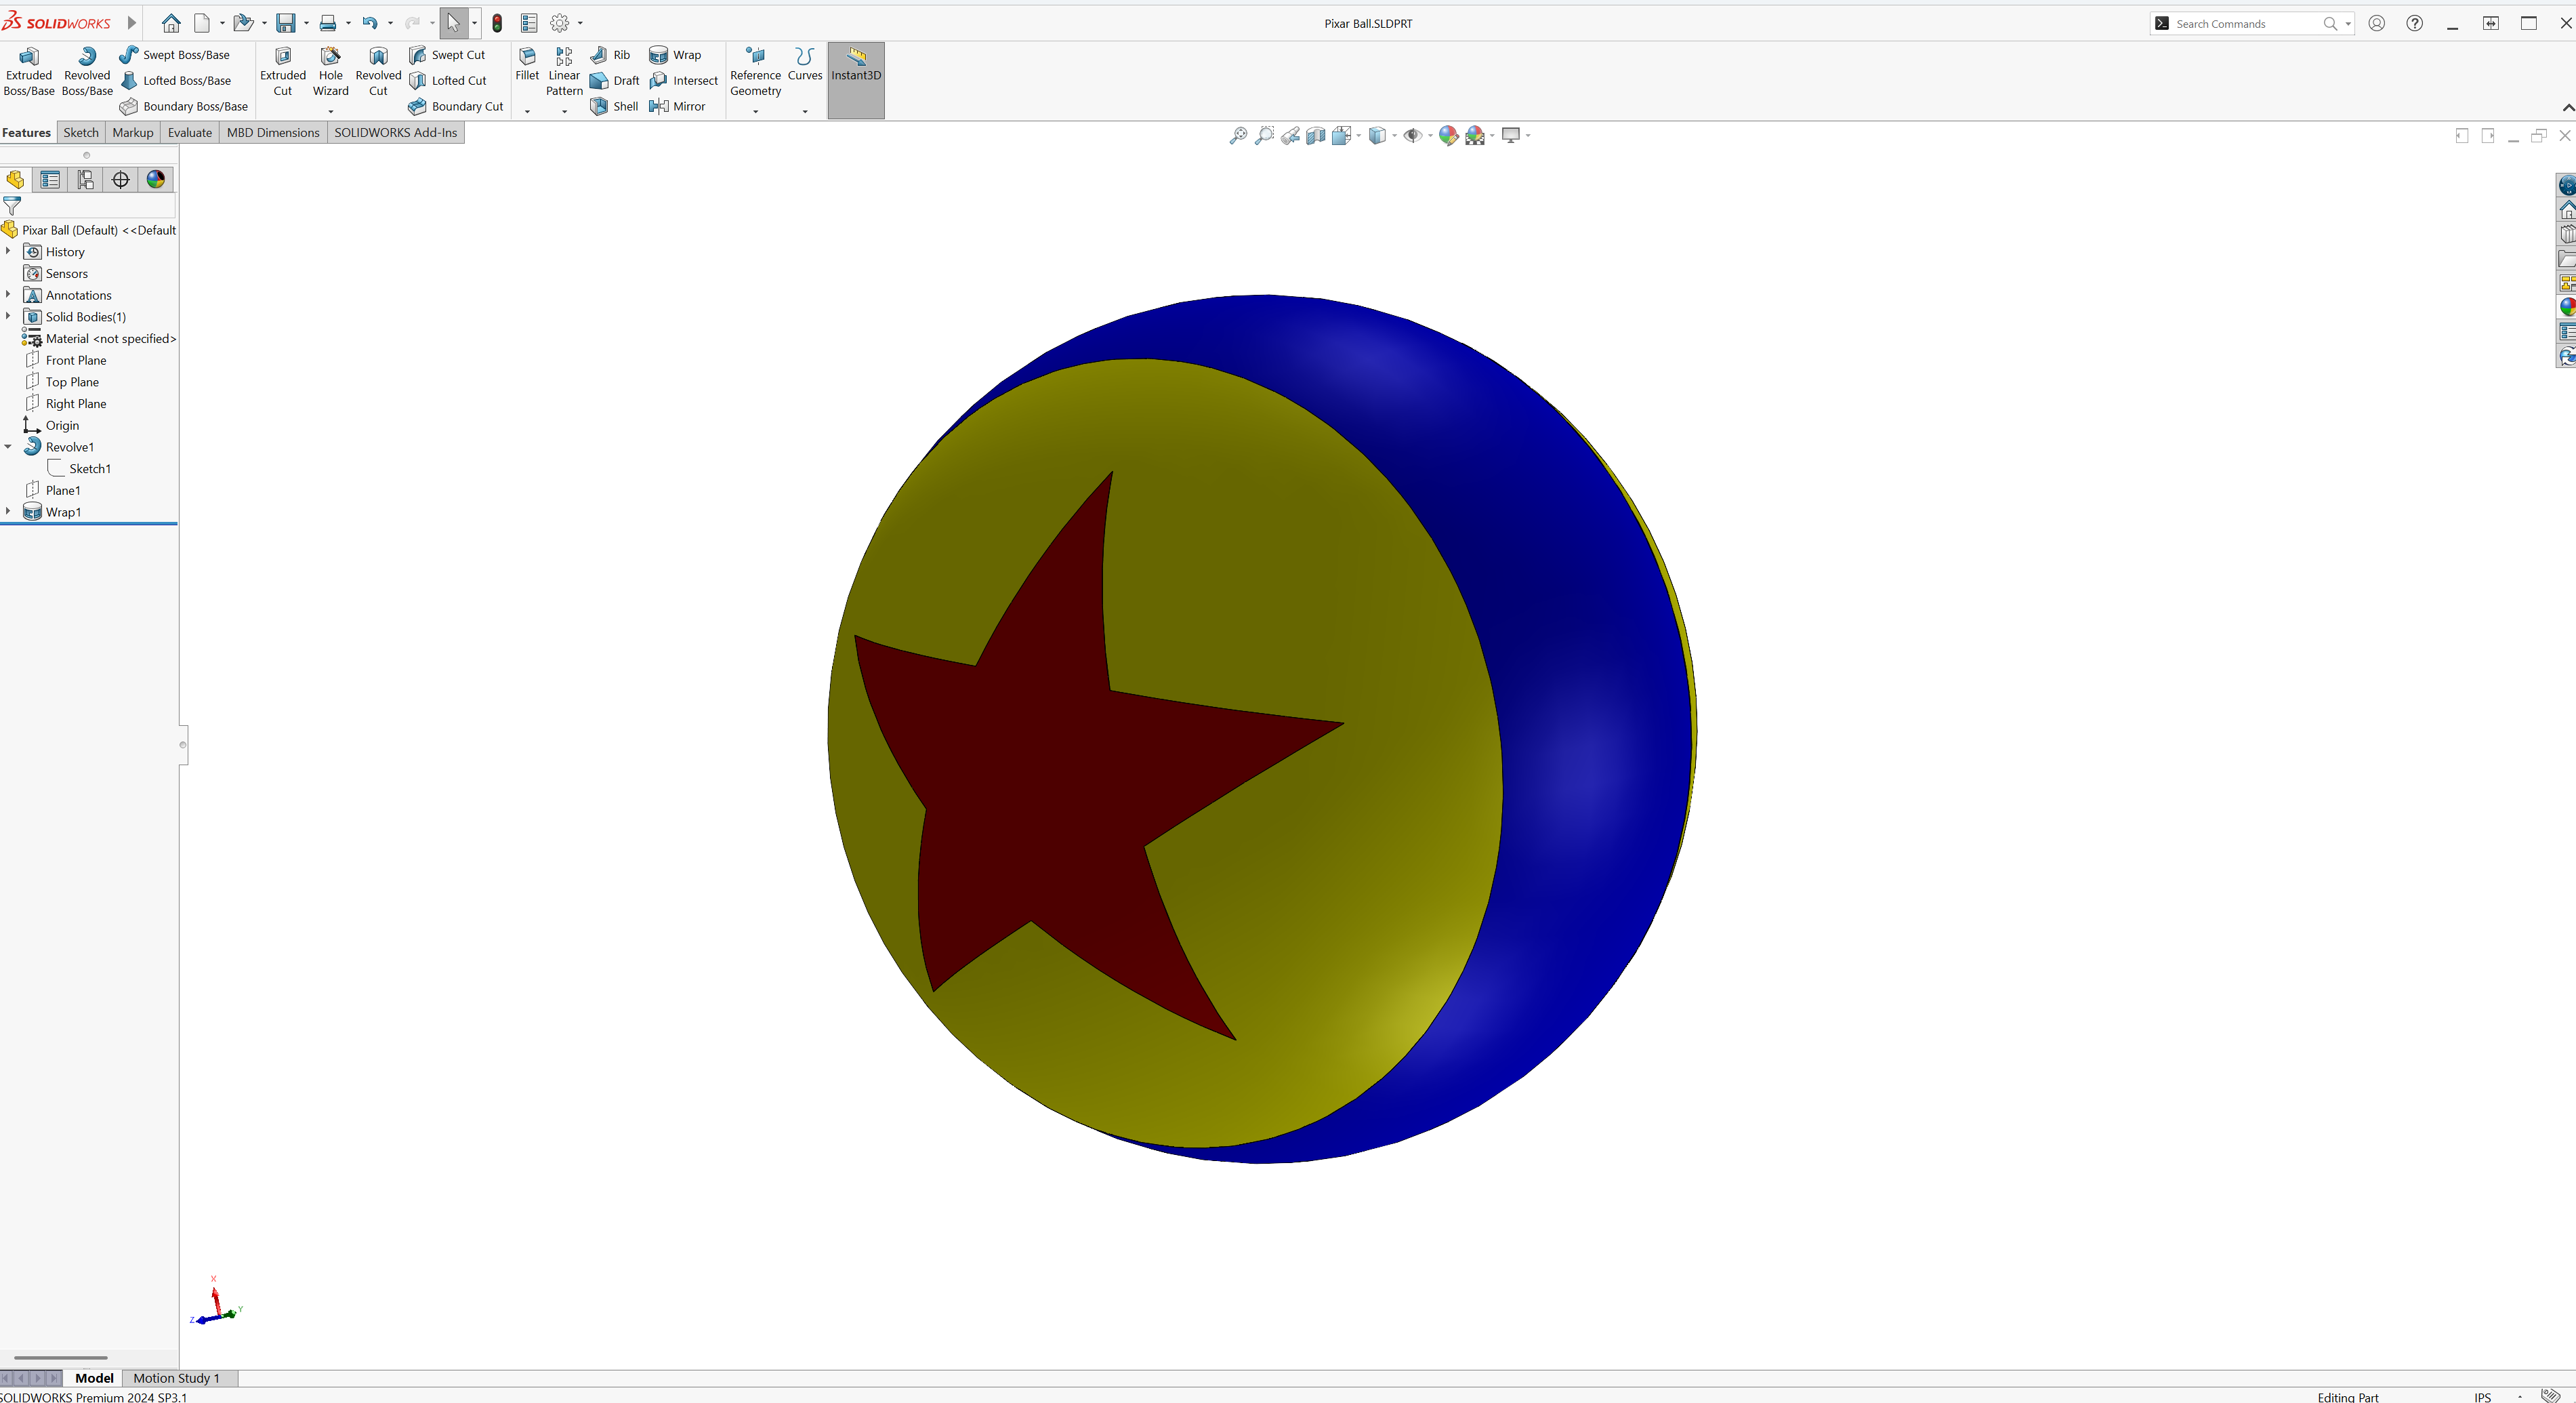 SOLIDWORKS
Pixar Ball.SLDPRT
Search Commands
Extruded Boss/Base
Revolved Boss/Base
Swept Boss/Base
Lofted Boss/Base
Boundary Boss/Base
Extruded Cut
Hole Wizard
Revolved Cut
Swept Cut
Lofted Cut
Boundary Cut
Fillet
Linear Pattern
Rib
Draft
Shell
Wrap
Intersect
Mirror
Reference Geometry
Curves
Instant3D
Features
Sketch
Markup
Evaluate
MBD Dimensions
SOLIDWORKS Add-Ins
Pixar Ball (Default) <<Default
History
Sensors
Annotations
Solid Bodies(1)
Material <not specified>
Front Plane
Top Plane
Right Plane
Origin
Revolve1
Sketch1
Plane1
Wrap1
X
Y
Z
Model
Motion Study 1
SOLIDWORKS Premium 2024 SP3.1
Editing Part
IPS